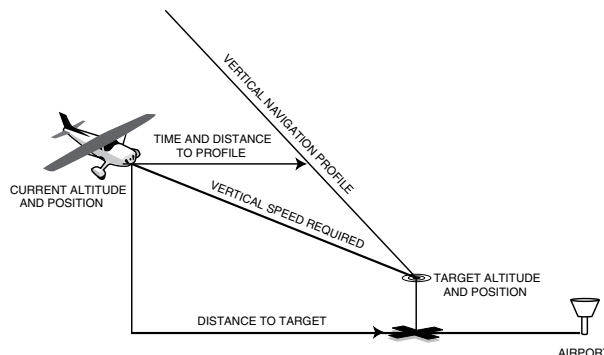 VERTICAL NAVIGATION PROFILE
TIME AND DISTANCE
TO PROFILE
CURRENT ALTITUDE
AND POSITION
VERTICAL SPEED REQUIRED
TARGET ALTITUDE
AND POSITION
DISTANCE TO TARGET
AIRPORT